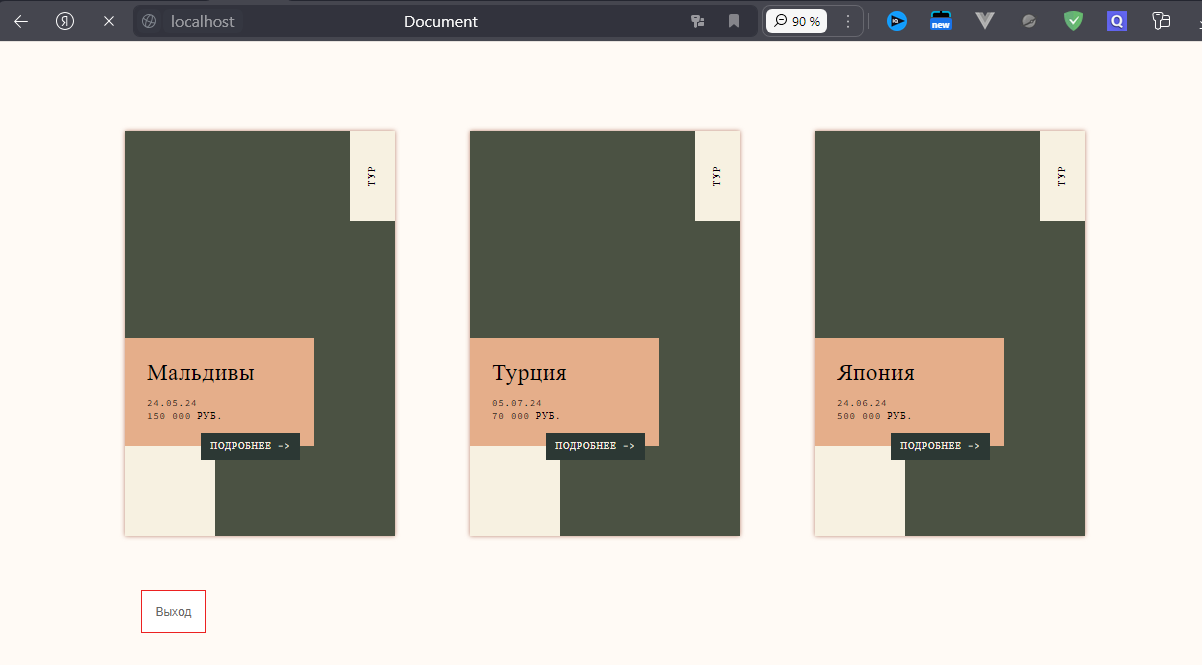 localhost
Document
90 %
new
Q
ТУР
ТУР
ТУР
Мальдивы
24.05.24
150 000 РУБ.
ПОДРОБНЕЕ ->
Турция
05.07.24
70 000 РУБ.
ПОДРОБНЕЕ ->
Япония
24.06.24
500 000 РУБ.
ПОДРОБНЕЕ ->
Выход